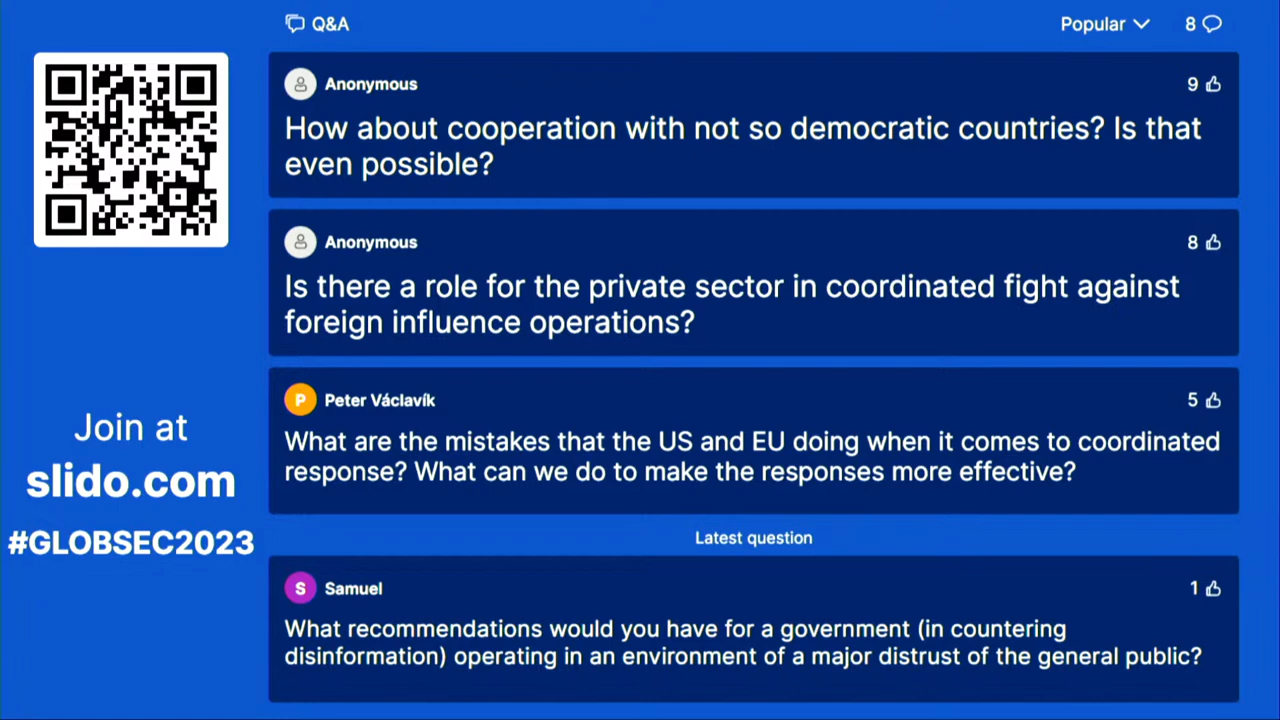 Q&A
Popular
8
Anonymous
9
How about cooperation with not so democratic countries? Is that
even possible?
Anonymous
8
Is there a role for the private sector in coordinated fight against
foreign influence operations?
P
Peter Václavík
5
What are the mistakes that the US and EU doing when it comes to coordinated
response? What can we do to make the responses more effective?
Join at
slido.com
#GLOBSEC2023
Latest question
S
Samuel
1
What recommendations would you have for a government (in countering
disinformation) operating in an environment of a major distrust of the general public?